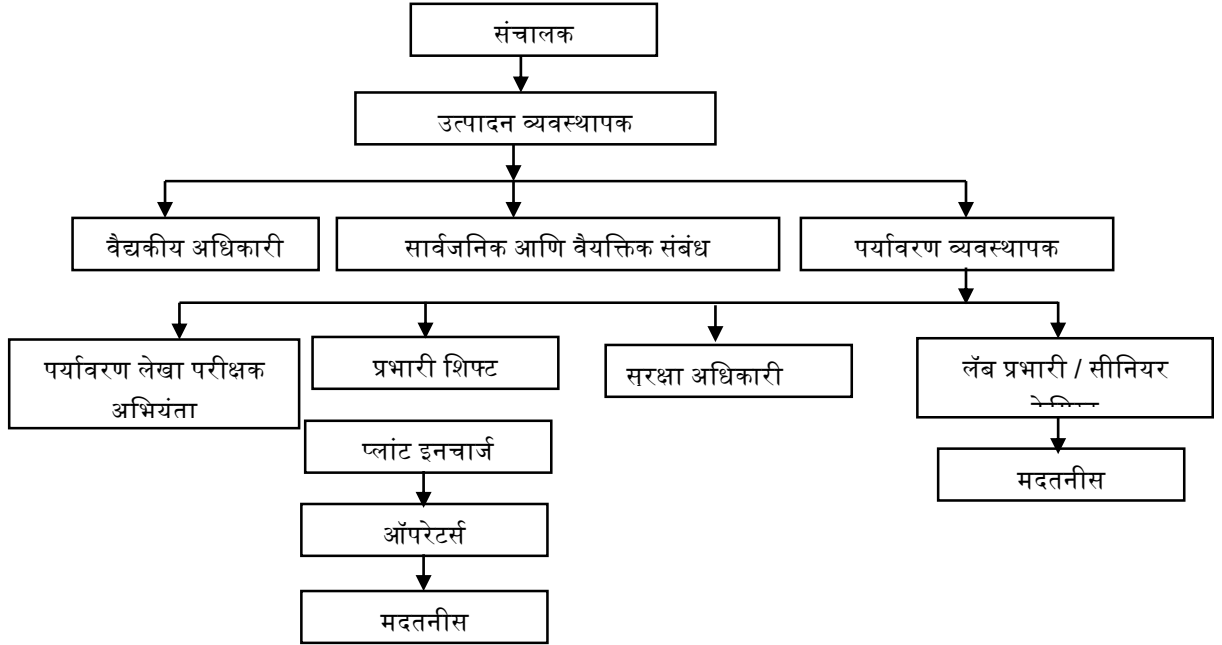 संचालक
उत्पादन व्यवस्थापक
वैद्यकीय अधिकारी
सार्वजनिक आणि वैयक्तिक संबंध
पर्यावरण व्यवस्थापक
पर्यावरण लेखा परीक्षक
अभियंता
प्रभारी शिफ्ट
सुरक्षा अधिकारी
लॅब प्रभारी / सीनियर
प्लांट इनचार्ज
मदतनीस
ऑपरेटर्स
मदतनीस